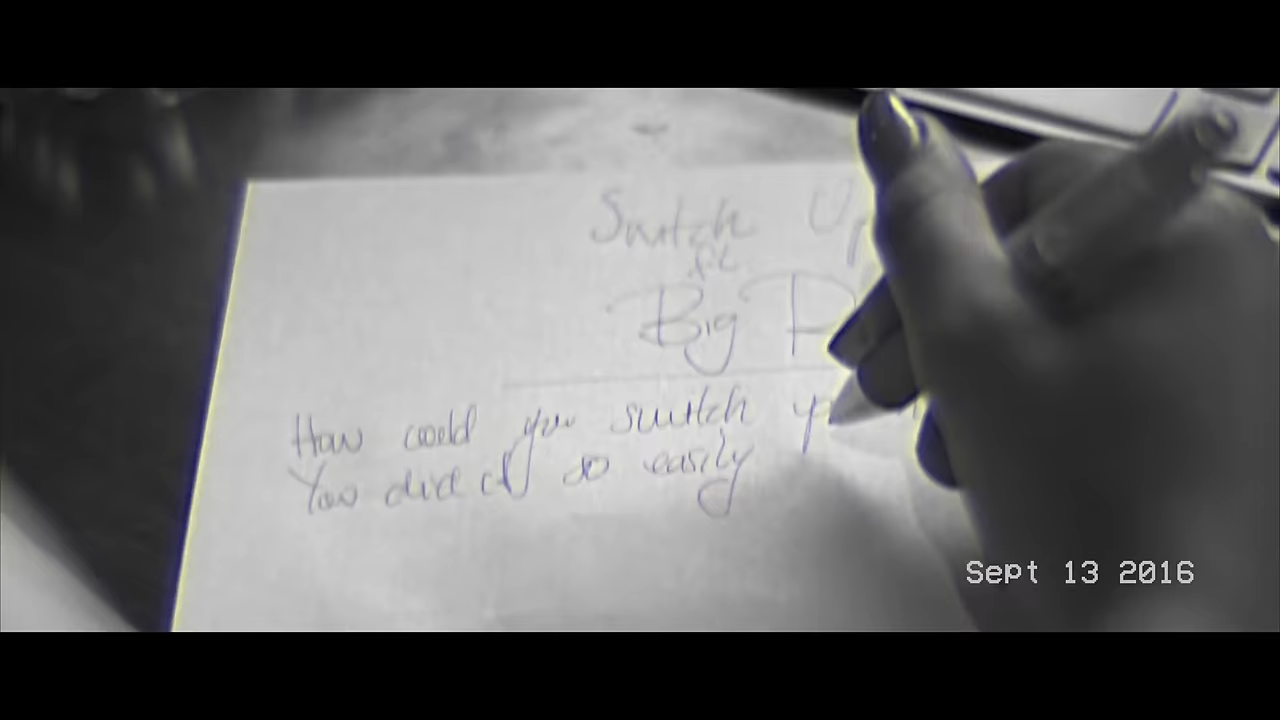 Switch Up
ft
Big
How could you switch
You did it so easily
Sept 13 2016